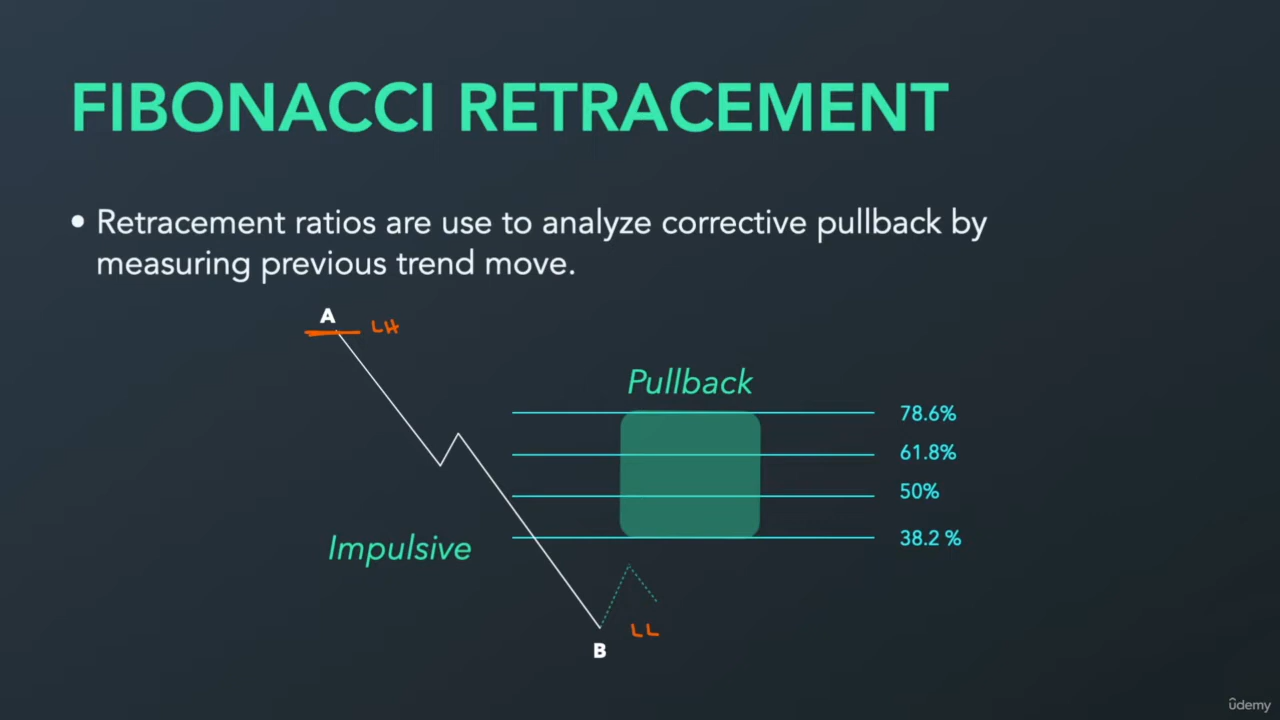 FIBONACCI RETRACEMENT
• Retracement ratios are use to analyze corrective pullback by
measuring previous trend move.
A
LH
Pullback
78.6%
61.8%
50%
38.2 %
Impulsive
LL
B
ûdemy